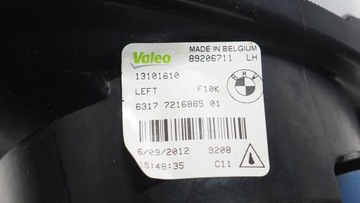 Valeo
MADE IN BELGIUM
89206711 LH
13101610
LEFT F10K
BMW
6317 7216885 01
6/09/2012 9208
15:48:35 C11